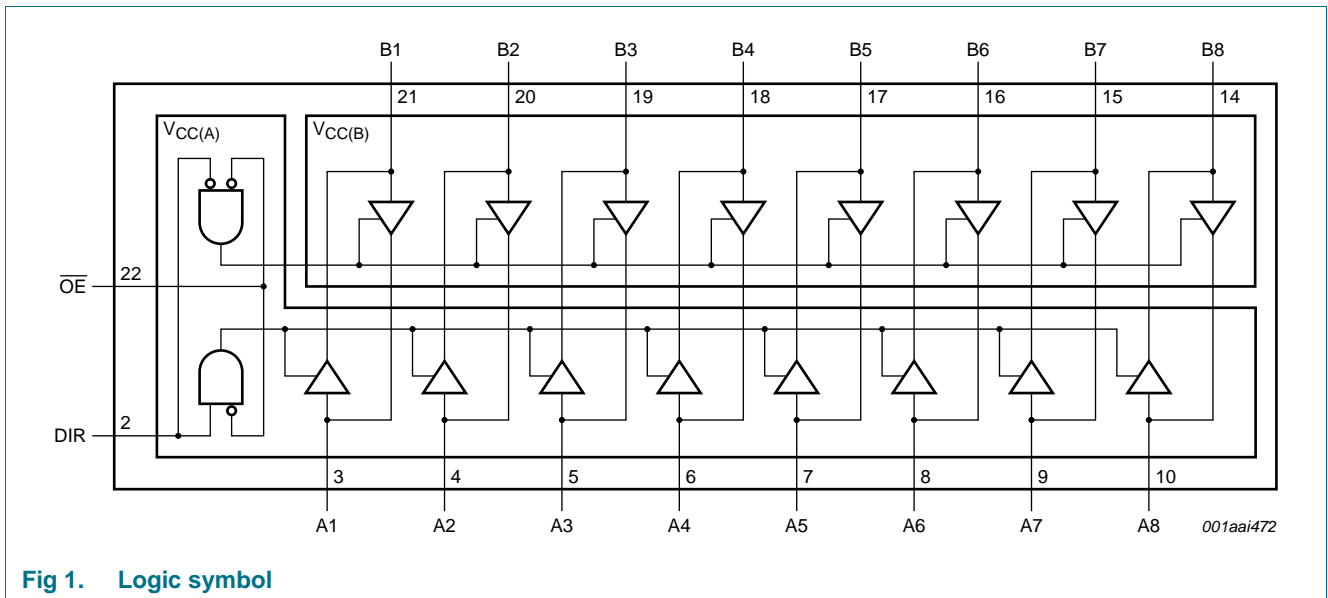 B1 B2 B3 B4 B5 B6 B7 B8
21 20 19 18 17 16 15 14
VCC(A) VCC(B)
OE 22
DIR 2
3 4 5 6 7 8 9 10
A1 A2 A3 A4 A5 A6 A7 A8 001aai472
Fig 1. Logic symbol